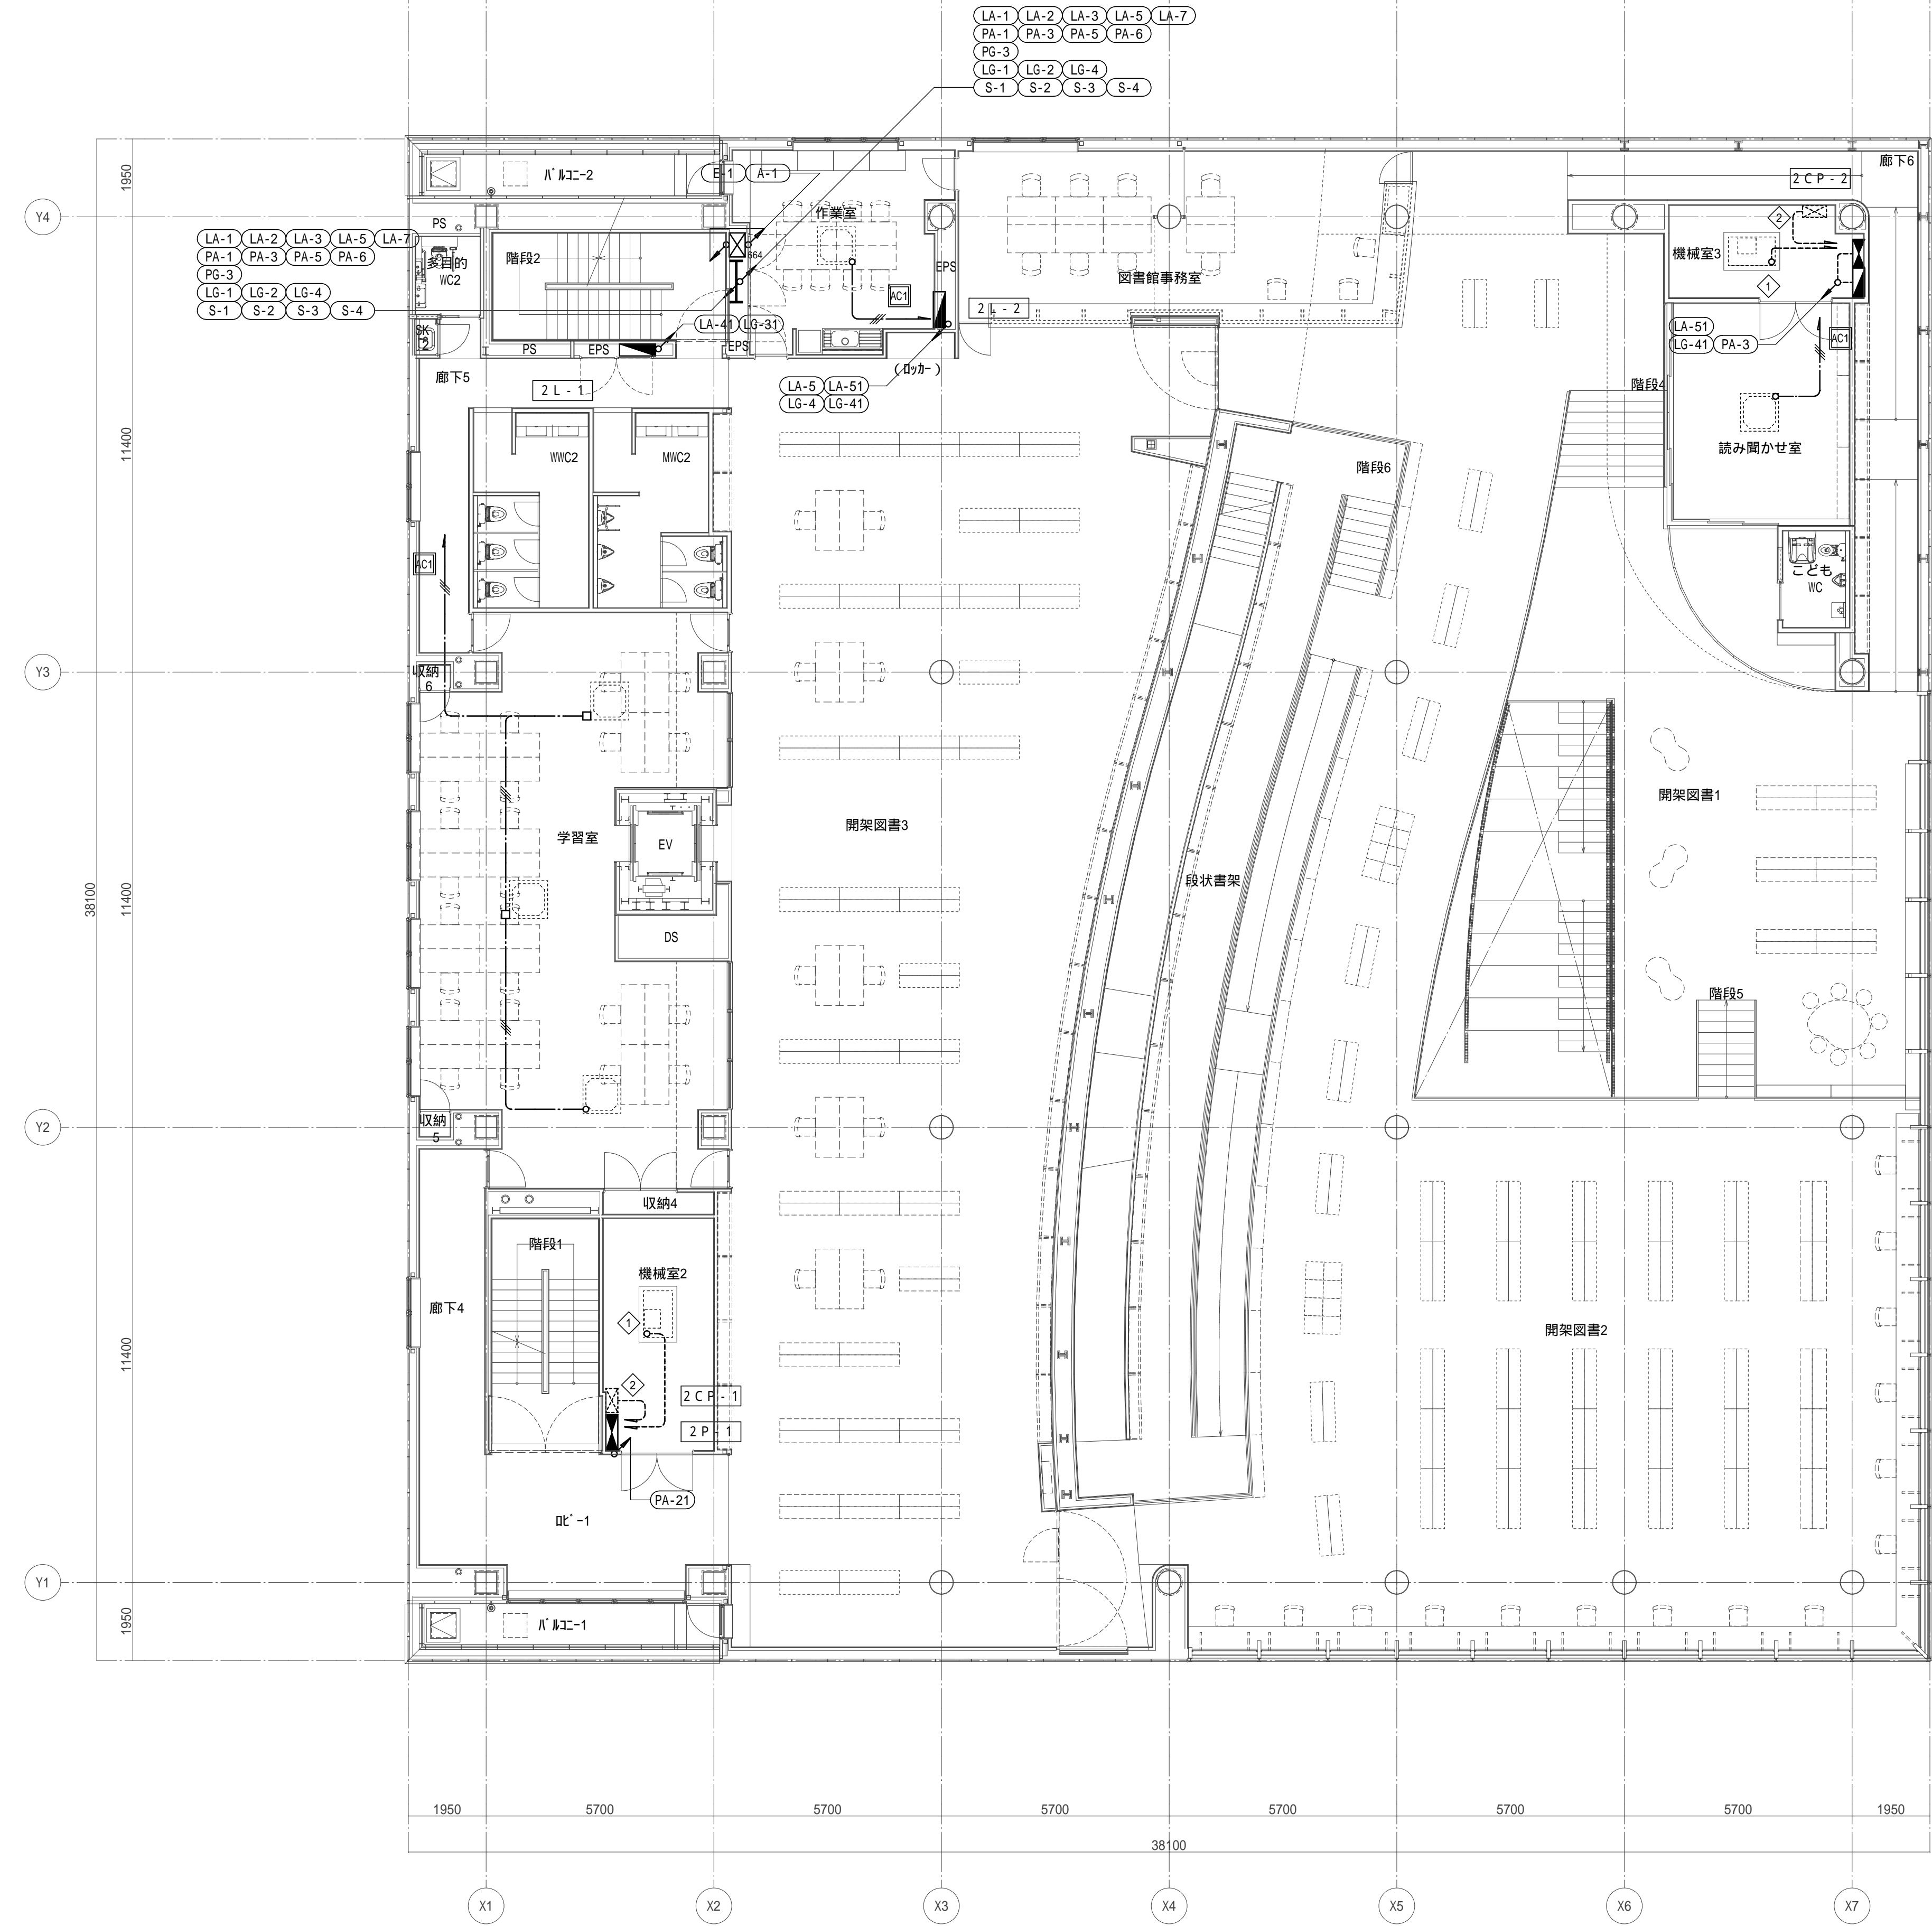 LA-1 LA-2 LA-3 LA-5 LA-7
PA-1 PA-3 PA-5 PA-6
PG-3
LG-1 LG-2 LG-4
S-1 S-2 S-3 S-4
1950
バルコニー2
E-1 A-1
廊下6
2CP-2
Y4
PS
作業室
2
LA-1 LA-2 LA-3 LA-5 LA-7
PA-1 PA-3 PA-5 PA-6
PG-3
LG-1 LG-2 LG-4
S-1 S-2 S-3 S-4
多目的
WC2
階段2
664
EPS
図書館事務室
機械室3
1
AC1
2L-2
SK
2
PS
EPS
LA-41 LG-31
EPS
LA-51
LG-41 PA-3
AC1
廊下5
2L-1
(ロッカー)
LA-5 LA-51
LG-4 LG-41
階段4
11400
WWC2
MWC2
階段6
読み聞かせ室
AC1
こども
WC
Y3
収納
6
開架図書1
学習室
EV
開架図書3
38100
11400
段状書架
DS
階段5
Y2
収納
5
収納4
階段1
機械室2
廊下4
1
開架図書2
11400
2
2CP-1
2P-1
PA-21
ロビー1
Y1
1950
バルコニー1
1950 5700 5700 5700 5700 5700 5700 1950
38100
X1 X2 X3 X4 X5 X6 X7